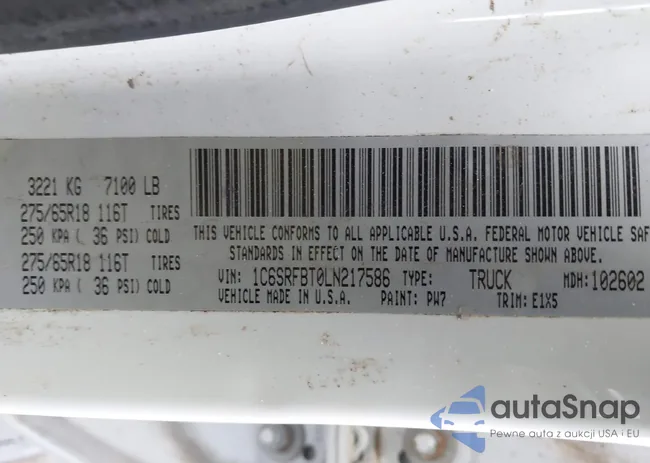 3221 KG 7100 LB
275/65R18 116T TIRES
250 KPA ( 36 PSI) COLD
275/65R18 116T TIRES
250 KPA ( 36 PSI) COLD
THIS VEHICLE CONFORMS TO ALL APPLICABLE U.S.A. FEDERAL MOTOR VEHICLE SAF
STANDARDS IN EFFECT ON THE DATE OF MANUFACTURE SHOWN ABOVE.
VIN: 1C6SRFBT0LN217586 TYPE: TRUCK MDH: 102602
VEHICLE MADE IN U.S.A. PAINT: PW7 TRIM: E1X5
autaSnap
Pewne auta z aukcji USA i EU